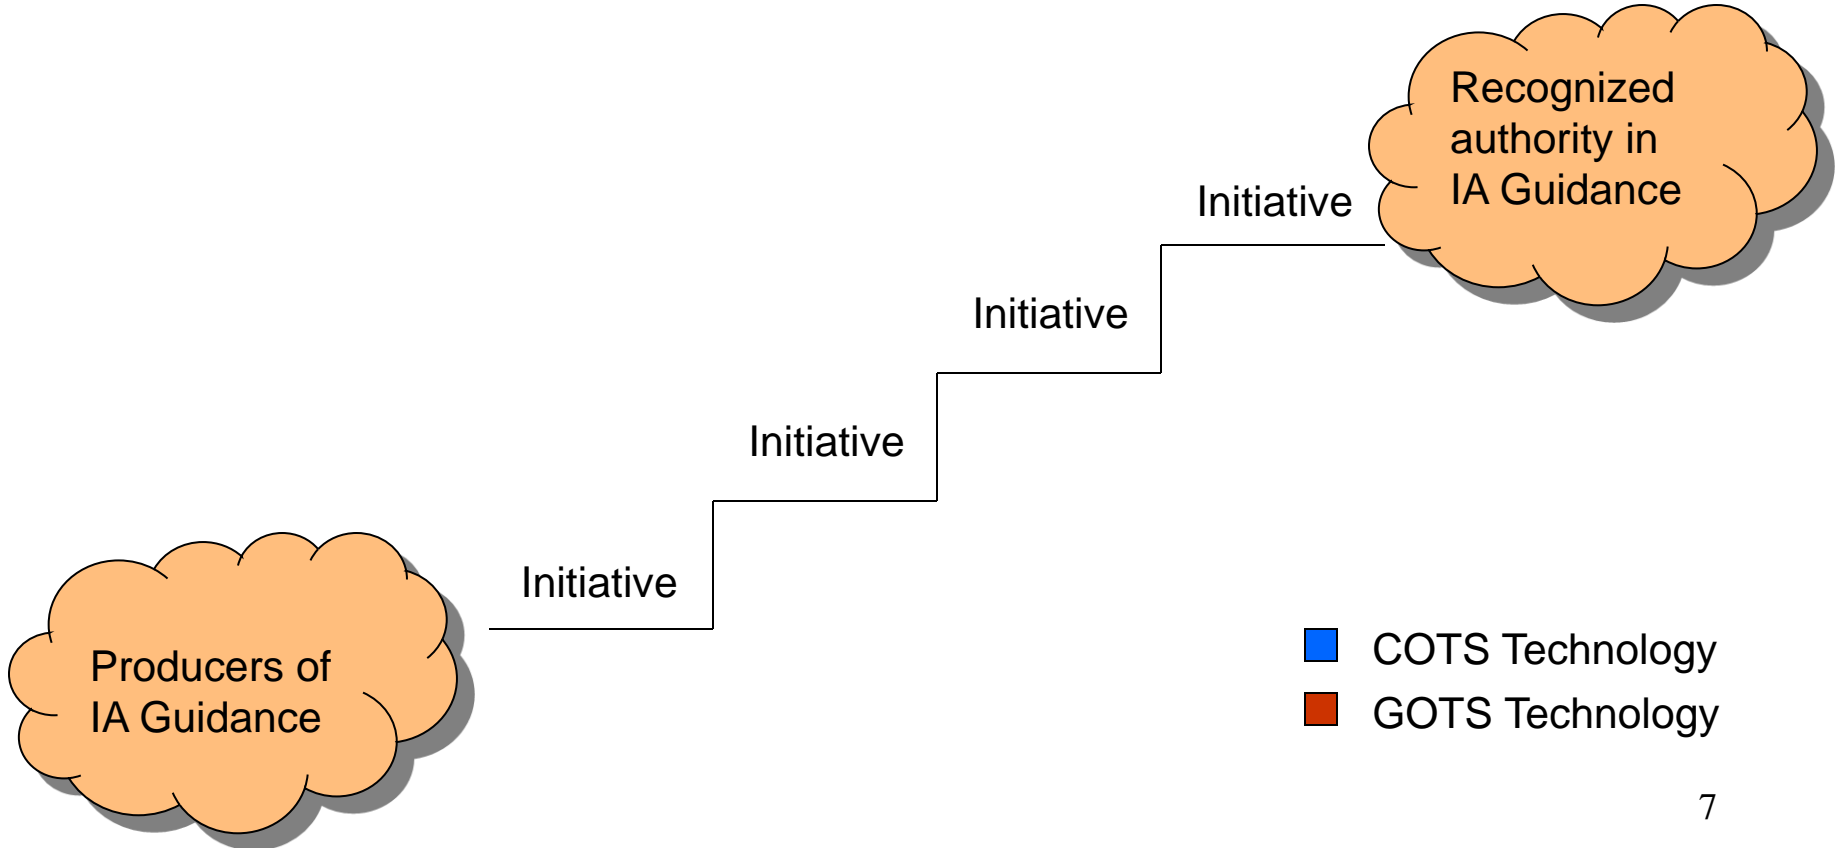 Recognized
authority in
IA Guidance
Initiative
Initiative
Initiative
Initiative
Producers of
IA Guidance
COTS Technology
GOTS Technology
7